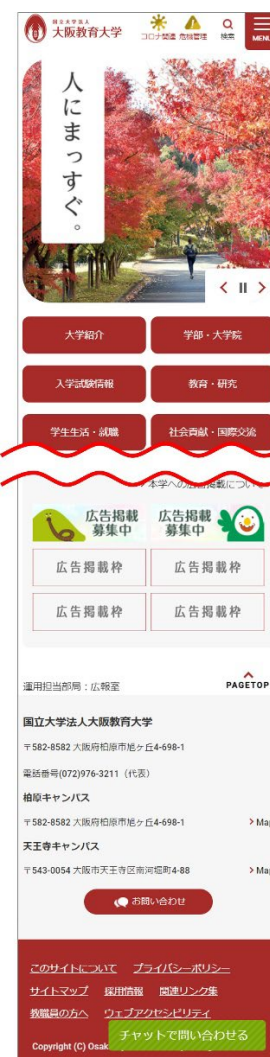 国立大学法人
大阪教育大学
コロナ関連 危機管理 検索 MENU
人にまっすぐ。
大学紹介 学部・大学院
入学試験情報 教育・研究
学生生活・就職 社会貢献・国際交流
本学への広告掲載について
広告掲載募集中 広告掲載募集中
広告掲載枠 広告掲載枠
広告掲載枠 広告掲載枠
運用担当部局：広報室 PAGETOP
国立大学法人大阪教育大学
〒582-8582 大阪府柏原市旭ヶ丘4-698-1
電話番号(072)976-3211（代表）
柏原キャンパス
〒582-8582 大阪府柏原市旭ヶ丘4-698-1 Map
天王寺キャンパス
〒543-0054 大阪市天王寺区南河堀町4-88 Map
お問い合わせ
このサイトについて プライバシーポリシー
サイトマップ 採用情報 関連リンク集
教職員の方へ ウェブアクセシビリティ
チャットで問い合わせる
Copyright (C) Osak